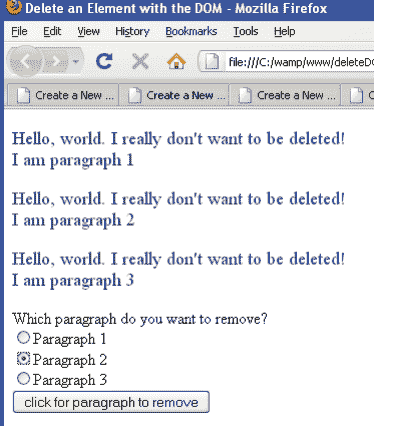 Delete an Element with the DOM - Mozilla Firefox
File Edit View History Bookmarks Tools Help
file:///C:/wamp/www/deleteDO
Create a New ... Create a New ... Create a New ... C
Hello, world. I really don't want to be deleted!
I am paragraph 1
Hello, world. I really don't want to be deleted!
I am paragraph 2
Hello, world. I really don't want to be deleted!
I am paragraph 3
Which paragraph do you want to remove?
Paragraph 1
Paragraph 2
Paragraph 3
click for paragraph to remove